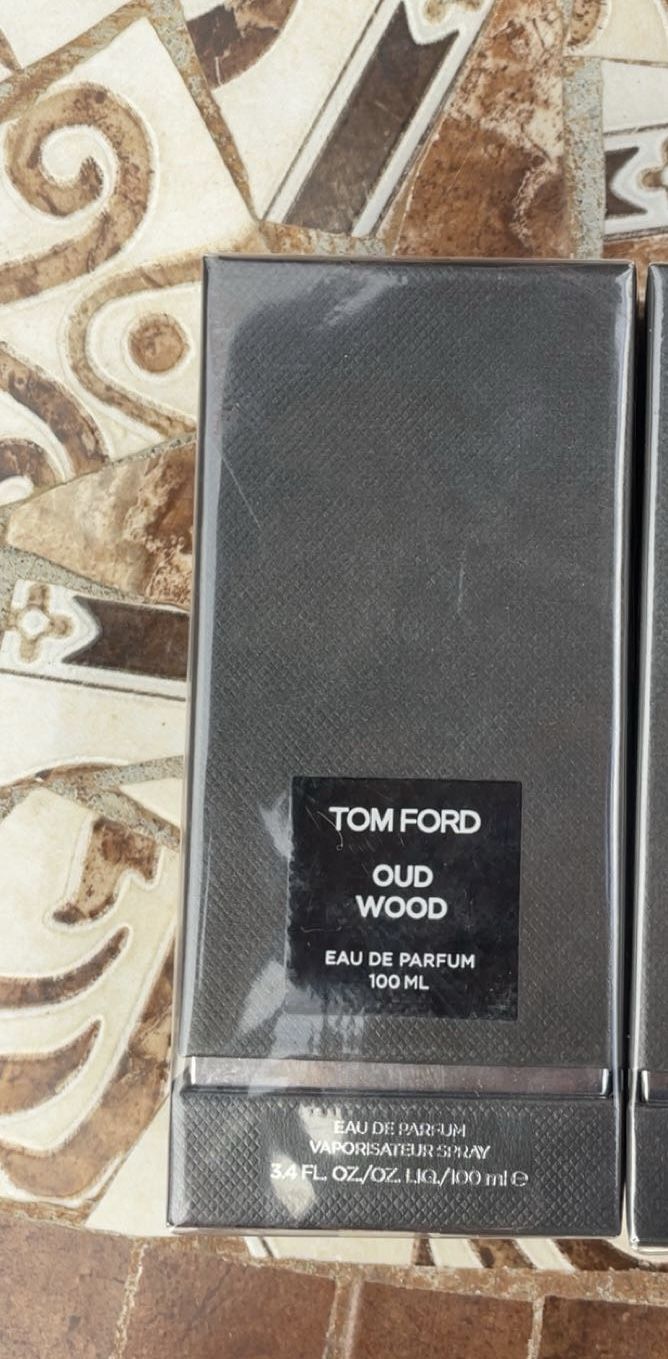 TOM FORD
OUD
WOOD
EAU DE PARFUM
100 ML
EAU DE PARFUM
VAPORISATEUR SPRAY
3.4 FL. OZ./OZ. LIQ./100 ml ℮